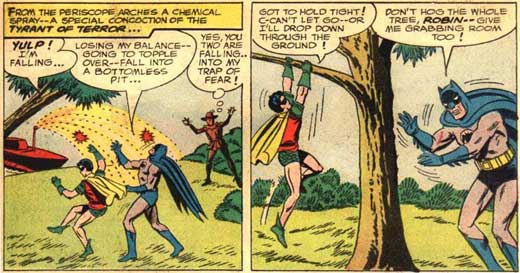 FROM THE PERISCOPE ARCHES A CHEMICAL
SPRAY--A SPECIAL CONCOCTION OF THE
TYRANT OF TERROR...
YULP!
I'M
FALLING...
LOSING MY BALANCE--
GOING TO TOPPLE
OVER--FALL INTO
A BOTTOMLESS
PIT...
YES, YOU
TWO ARE
FALLING..
INTO MY
TRAP OF
FEAR!
GOT TO HOLD TIGHT!
C-CAN'T LET GO--OR
I'LL DROP DOWN
THROUGH THE
GROUND!
DON'T HOG THE WHOLE
TREE, ROBIN-- GIVE
ME GRABBING ROOM
TOO!